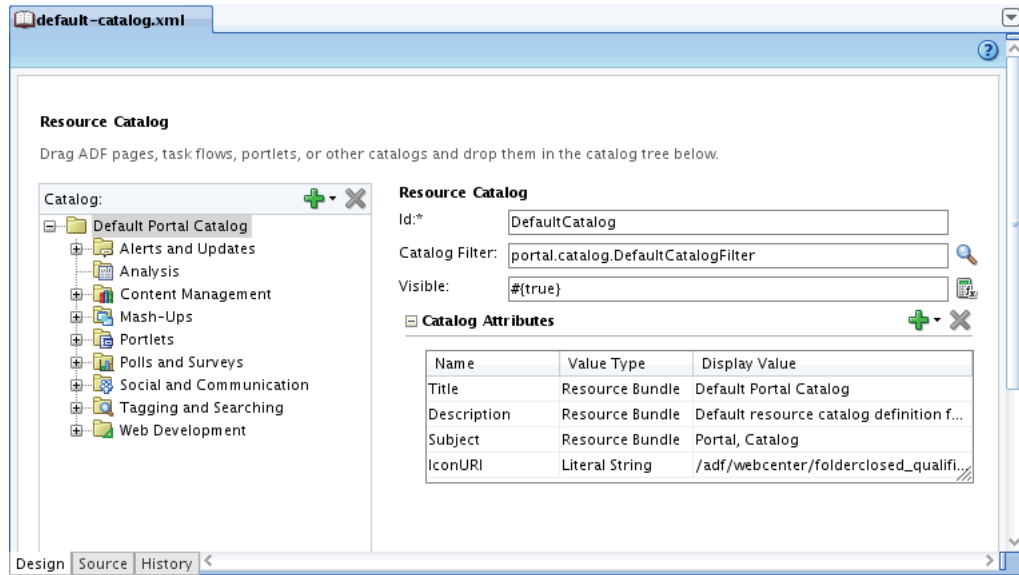 default-catalog.xml
Resource Catalog
Drag ADF pages, task flows, portlets, or other catalogs and drop them in the catalog tree below.
Catalog:
Default Portal Catalog
Alerts and Updates
Analysis
Content Management
Mash-Ups
Portlets
Polls and Surveys
Social and Communication
Tagging and Searching
Web Development
Resource Catalog
Id:* DefaultCatalog
Catalog Filter: portal.catalog.DefaultCatalogFilter
Visible: #{true}
Catalog Attributes
Name Value Type Display Value
Title Resource Bundle Default Portal Catalog
Description Resource Bundle Default resource catalog definition f...
Subject Resource Bundle Portal, Catalog
IconURI Literal String /adf/webcenter/folderclosed_qualifi...
Design Source History